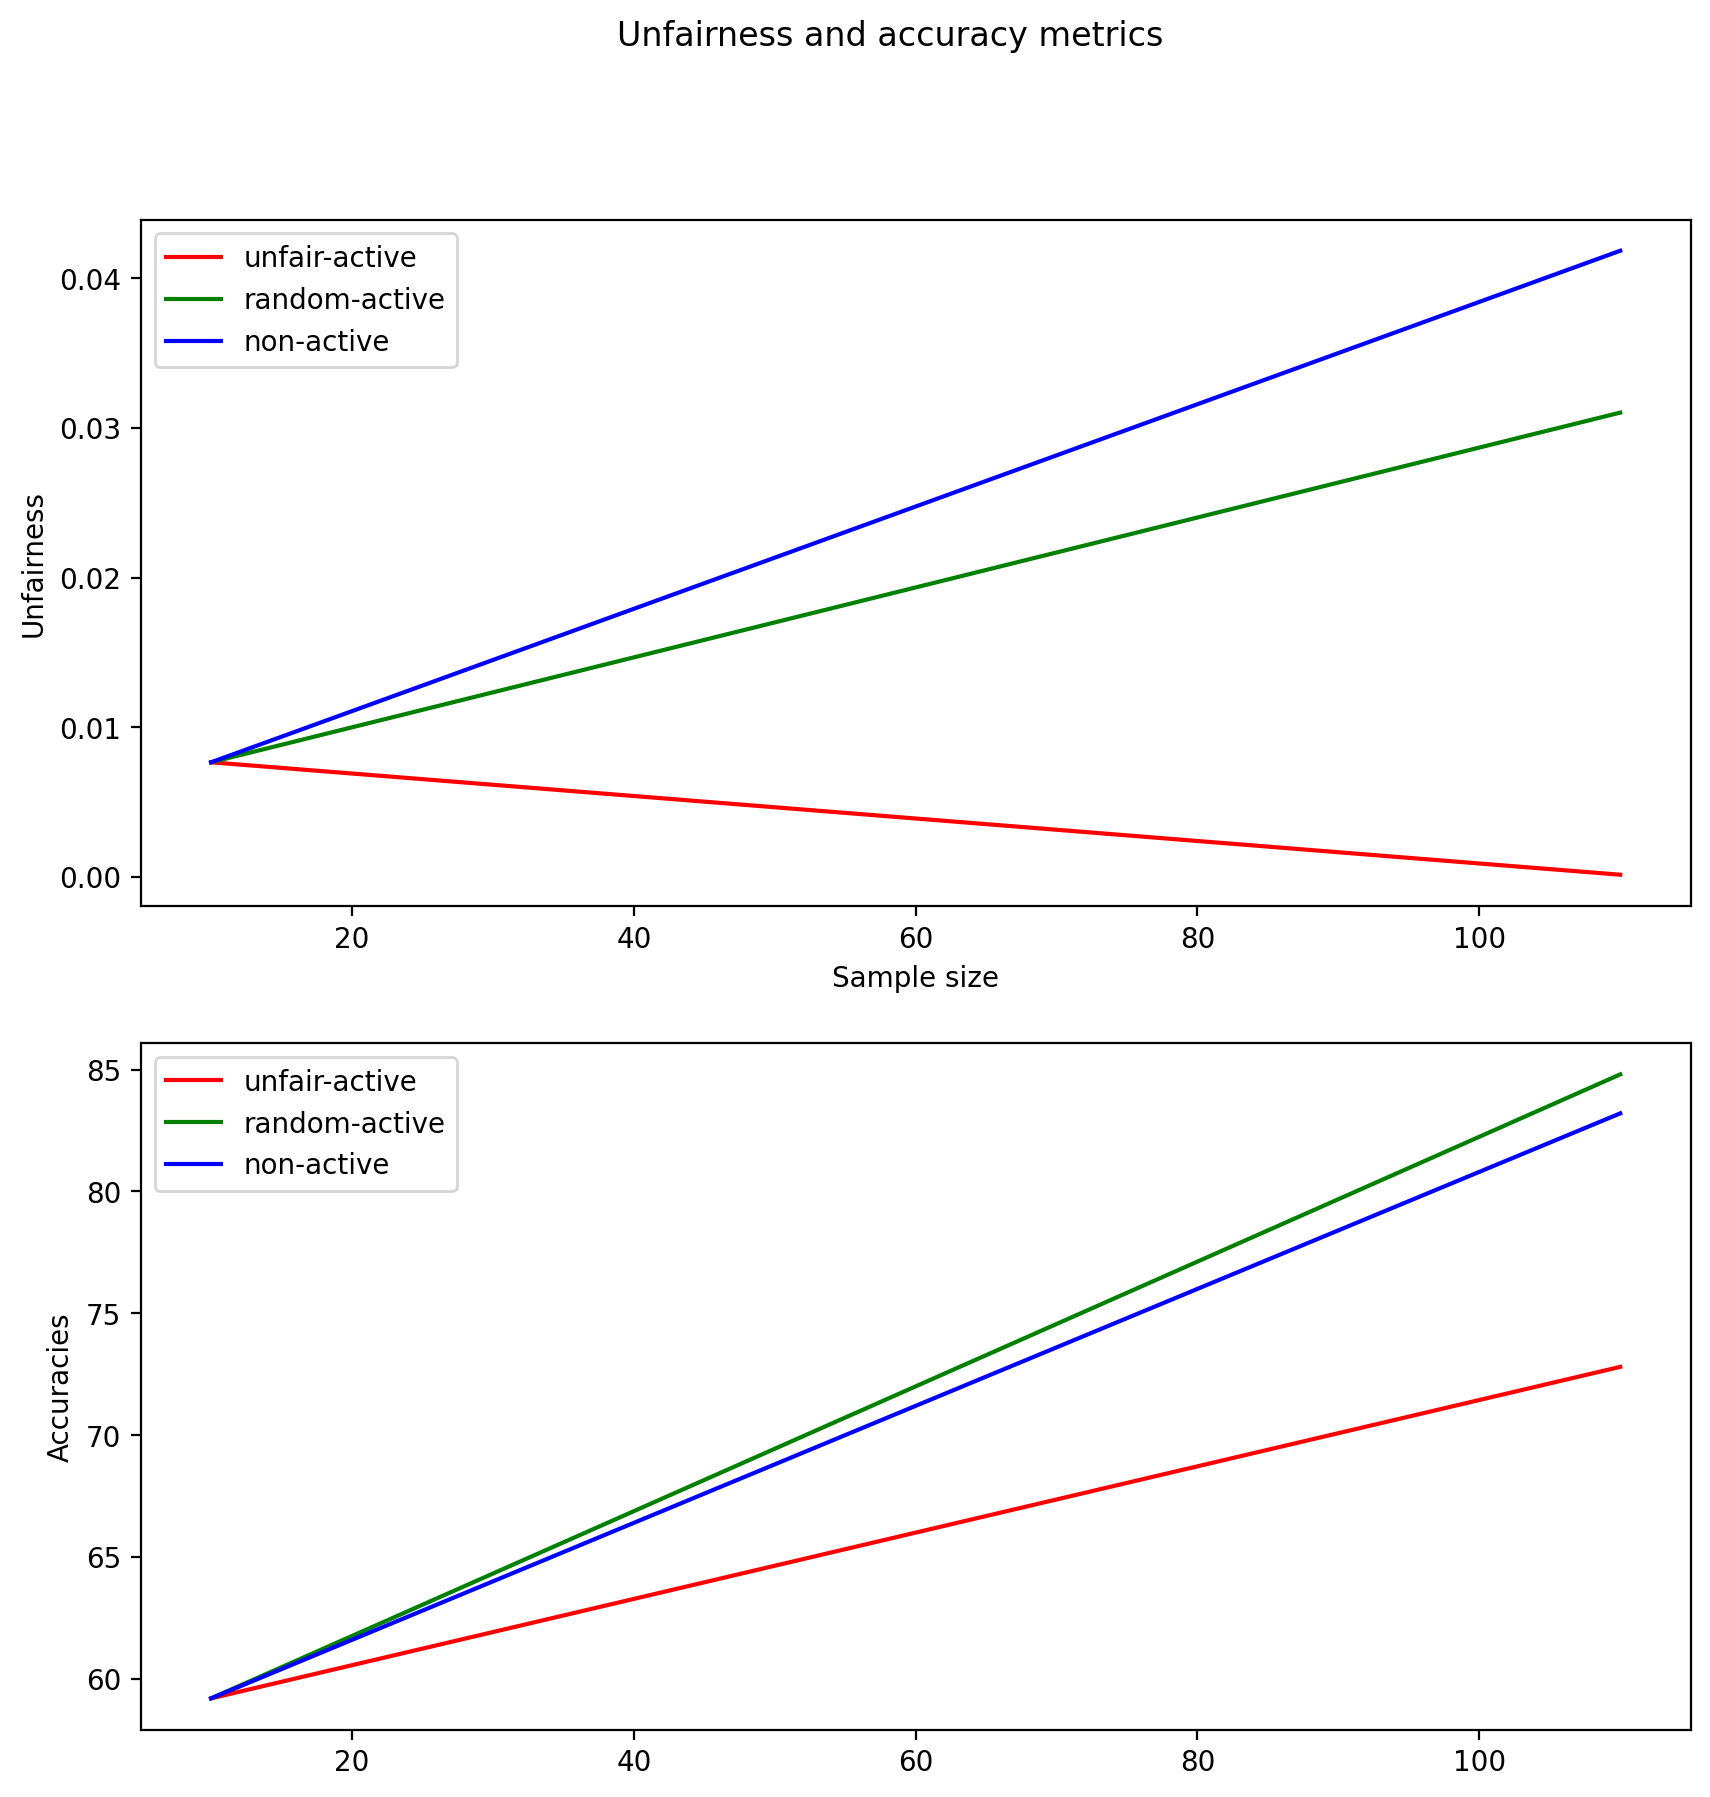 Unfairness and accuracy metrics
unfair-active
random-active
non-active
0.04
0.03
0.02
0.01
0.00
Unfairness
20 40 60 80 100
Sample size
unfair-active
random-active
non-active
85
80
75
70
65
60
Accuracies
20 40 60 80 100